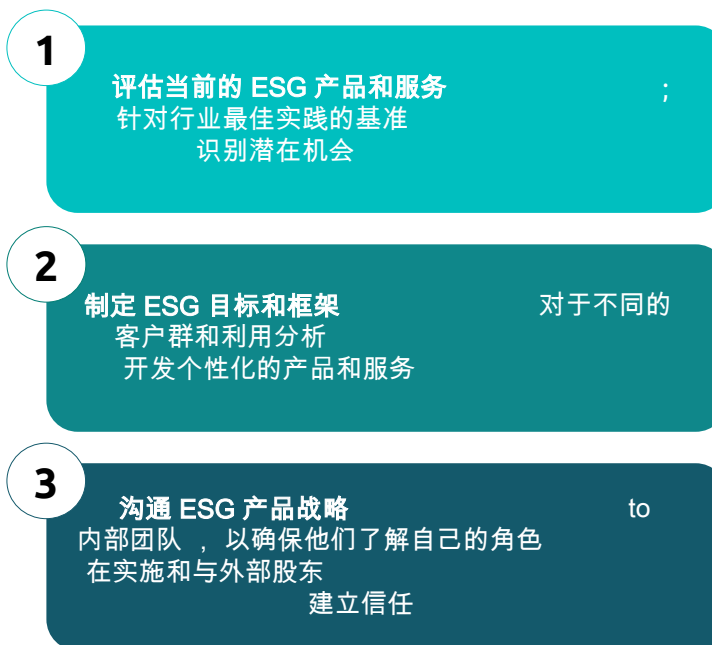 1
评估当前的 ESG 产品和服务 ;
针对行业最佳实践的基准
识别潜在机会
2
制定 ESG 目标和框架 对于不同的
客户群和利用分析
开发个性化的产品和服务
3
沟通 ESG 产品战略 to
内部团队 ，以确保他们了解自己的角色
在实施和与外部股东
建立信任